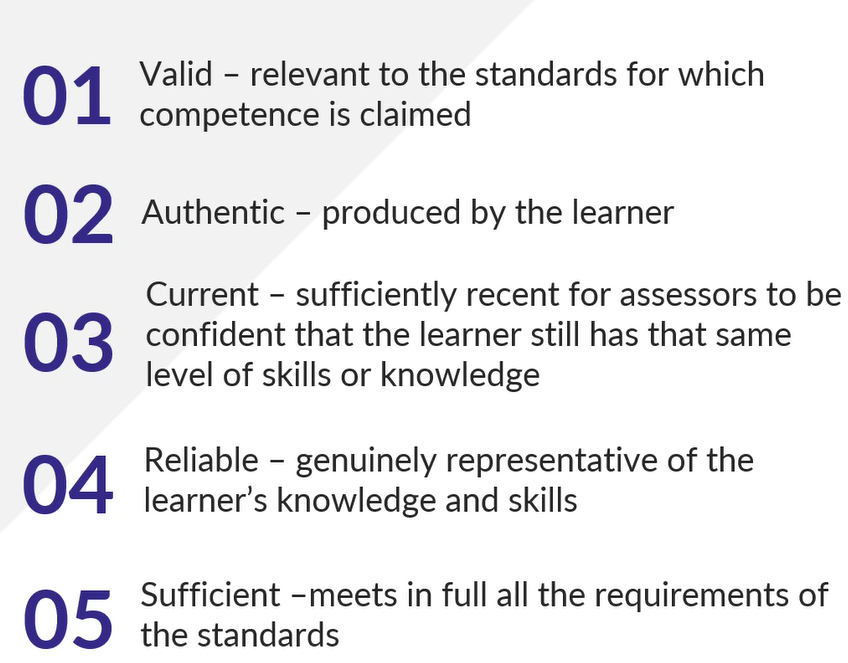 01 Valid – relevant to the standards for which
competence is claimed
02 Authentic – produced by the learner
Current – sufficiently recent for assessors to be
03 confident that the learner still has that same
level of skills or knowledge
04 Reliable – genuinely representative of the
learner’s knowledge and skills
05 Sufficient –meets in full all the requirements of
the standards